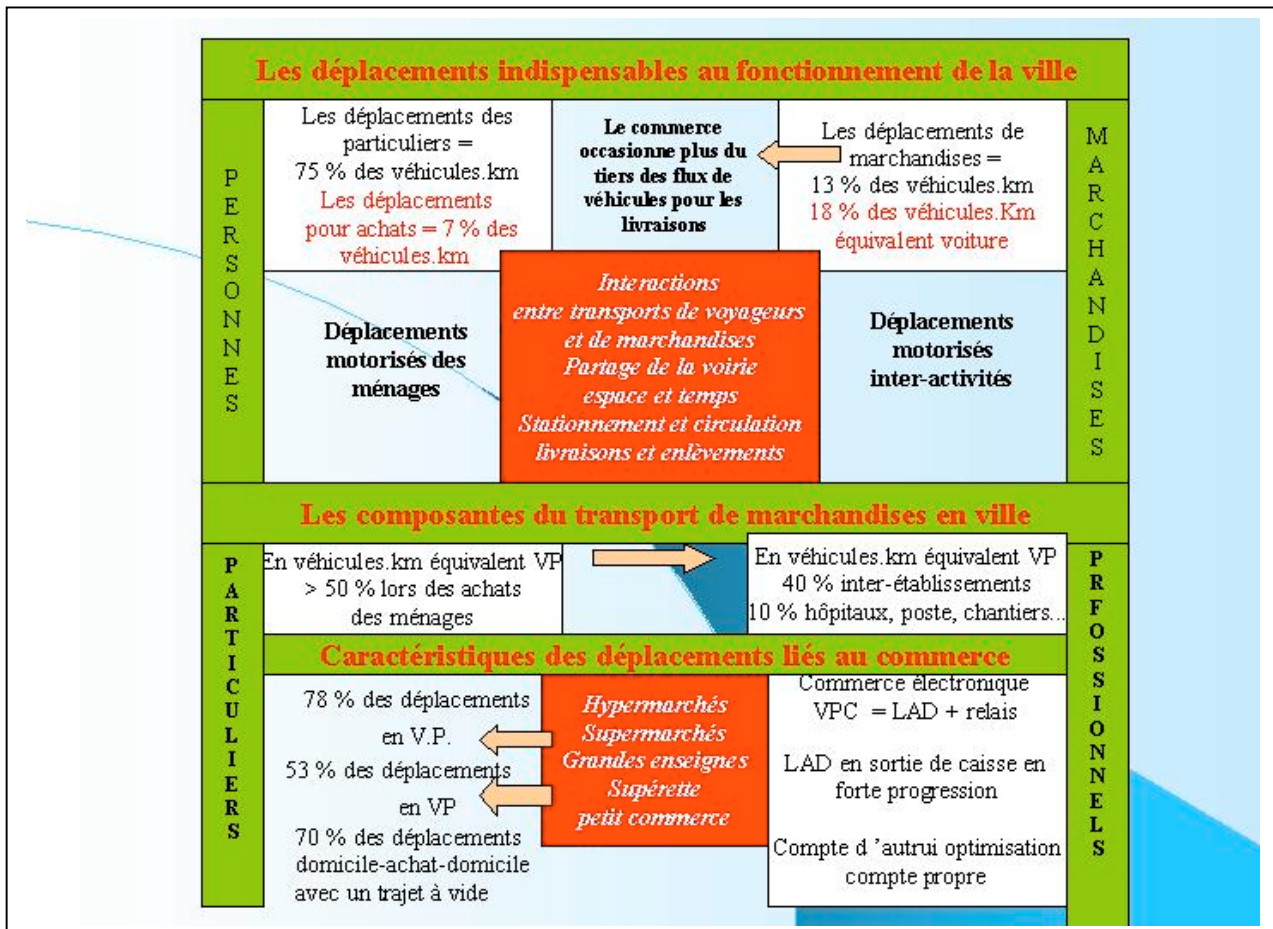 Les déplacements indispensables au fonctionnement de la ville
PERSONNES
Les déplacements des
particuliers =
75 % des véhicules.km
Les déplacements
pour achats = 7 % des
véhicules.km
Le commerce
occasionne plus du
tiers des flux de
véhicules pour les
livraisons
Les déplacements de
marchandises =
13 % des véhicules.km
18 % des véhicules.Km
équivalent voiture
MARCHANDISES
Déplacements
motorisés des
ménages
Interactions
entre transports de voyageurs
et de marchandises
Partage de la voirie
espace et temps
Stationnement et circulation
livraisons et enlèvements
Déplacements
motorisés
inter-activités
Les composantes du transport de marchandises en ville
PARTICULIERS
En véhicules.km équivalent VP
> 50 % lors des achats
des ménages
En véhicules.km équivalent VP
40 % inter-établissements
10 % hôpitaux, poste, chantiers...
PRFOSSIONNELS
Caractéristiques des déplacements liés au commerce
78 % des déplacements
en V.P.
53 % des déplacements
en VP
70 % des déplacements
domicile-achat-domicile
avec un trajet à vide
Hypermarchés
Supermarchés
Grandes enseignes
Supérette
petit commerce
Commerce électronique
VPC = LAD + relais
LAD en sortie de caisse en
forte progression
Compte d ’autrui optimisation
compte propre